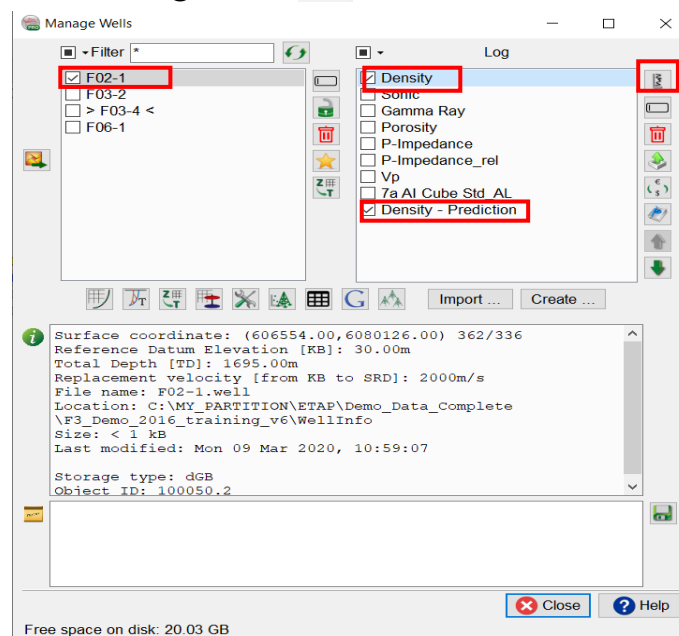 Manage Wells
Filter *
Log
F02-1
F03-2
> F03-4 <
F06-1
Density
Sonic
Gamma Ray
Porosity
P-Impedance
P-Impedance_rel
Vp
7a AI Cube Std_AL
Density - Prediction
Import ...
Create ...
Surface coordinate: (606554.00,6080126.00) 362/336
Reference Datum Elevation [KB]: 30.00m
Total Depth [TD]: 1695.00m
Replacement velocity [from KB to SRD]: 2000m/s
File name: F02-1.well
Location: C:\MY_PARTITION\ETAP\Demo_Data_Complete
\F3_Demo_2016_training_v6\WellInfo
Size: < 1 kB
Last modified: Mon 09 Mar 2020, 10:59:07
Storage type: dGB
Object ID: 100050.2
Close
Help
Free space on disk: 20.03 GB